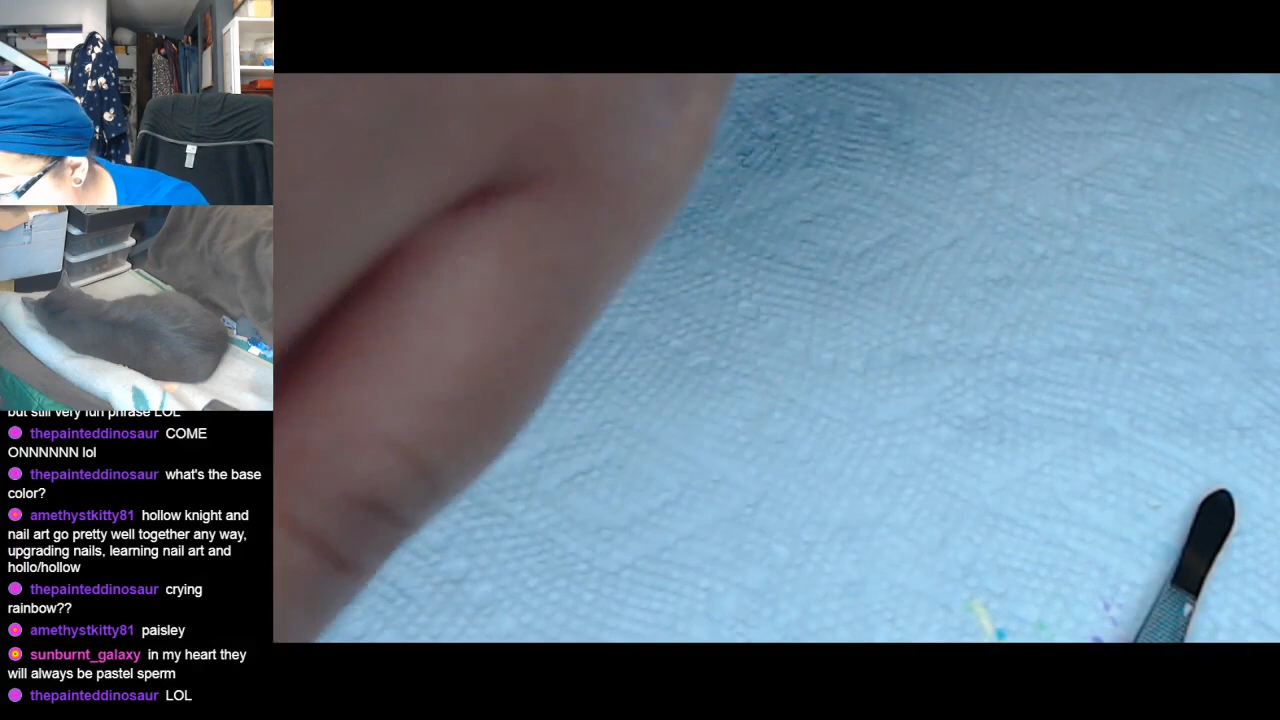 but still very fun phrase LOL
thepainteddinosaur COME
ONNNNNN lol
thepainteddinosaur what's the base
color?
amethystkitty81 hollow knight and
nail art go pretty well together any way,
upgrading nails, learning nail art and
hollo/hollow
thepainteddinosaur crying
rainbow??
amethystkitty81 paisley
sunburnt_galaxy in my heart they
will always be pastel sperm
thepainteddinosaur LOL